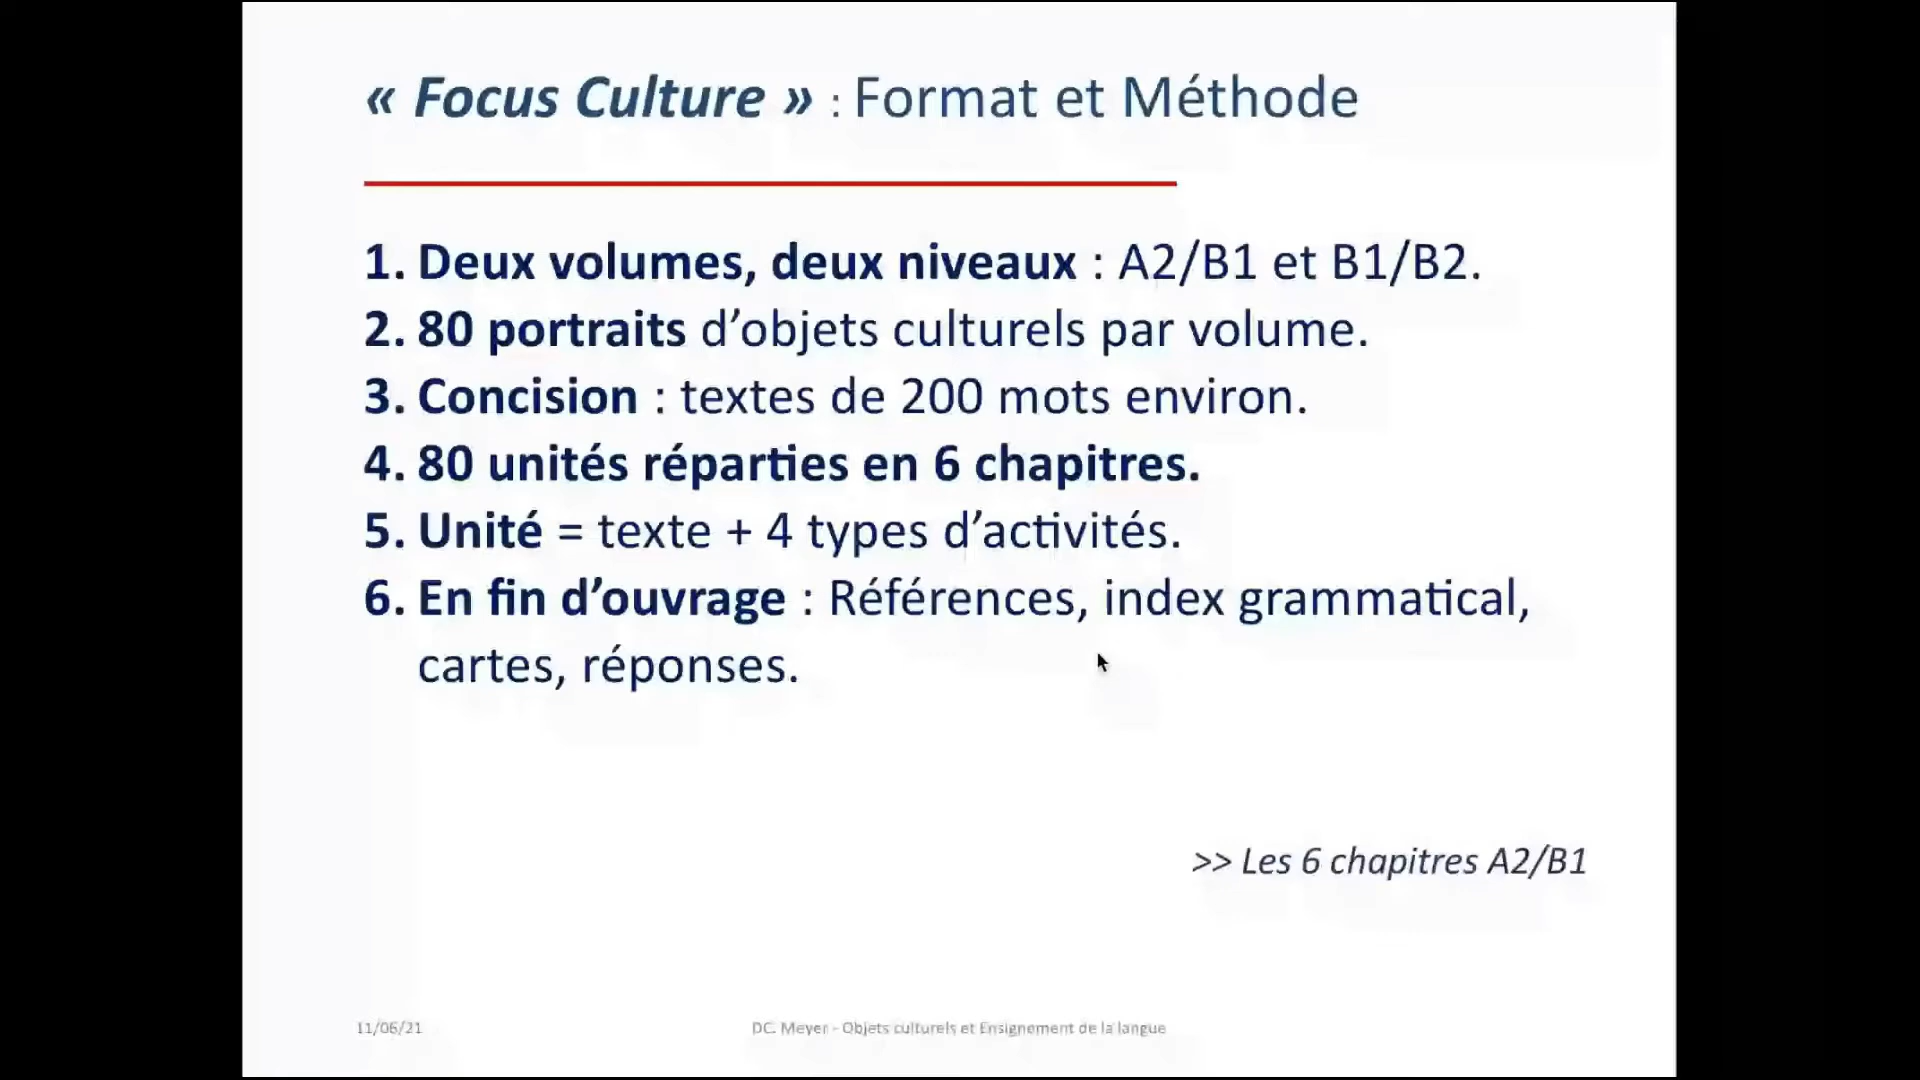 « Focus Culture » : Format et Méthode
1. Deux volumes, deux niveaux : A2/B1 et B1/B2.
2. 80 portraits d’objets culturels par volume.
3. Concision : textes de 200 mots environ.
4. 80 unités réparties en 6 chapitres.
5. Unité = texte + 4 types d’activités.
6. En fin d’ouvrage : Références, index grammatical,
cartes, réponses.
>> Les 6 chapitres A2/B1
11/06/21
DC. Meyer - Objets culturels et Ensignement de la langue